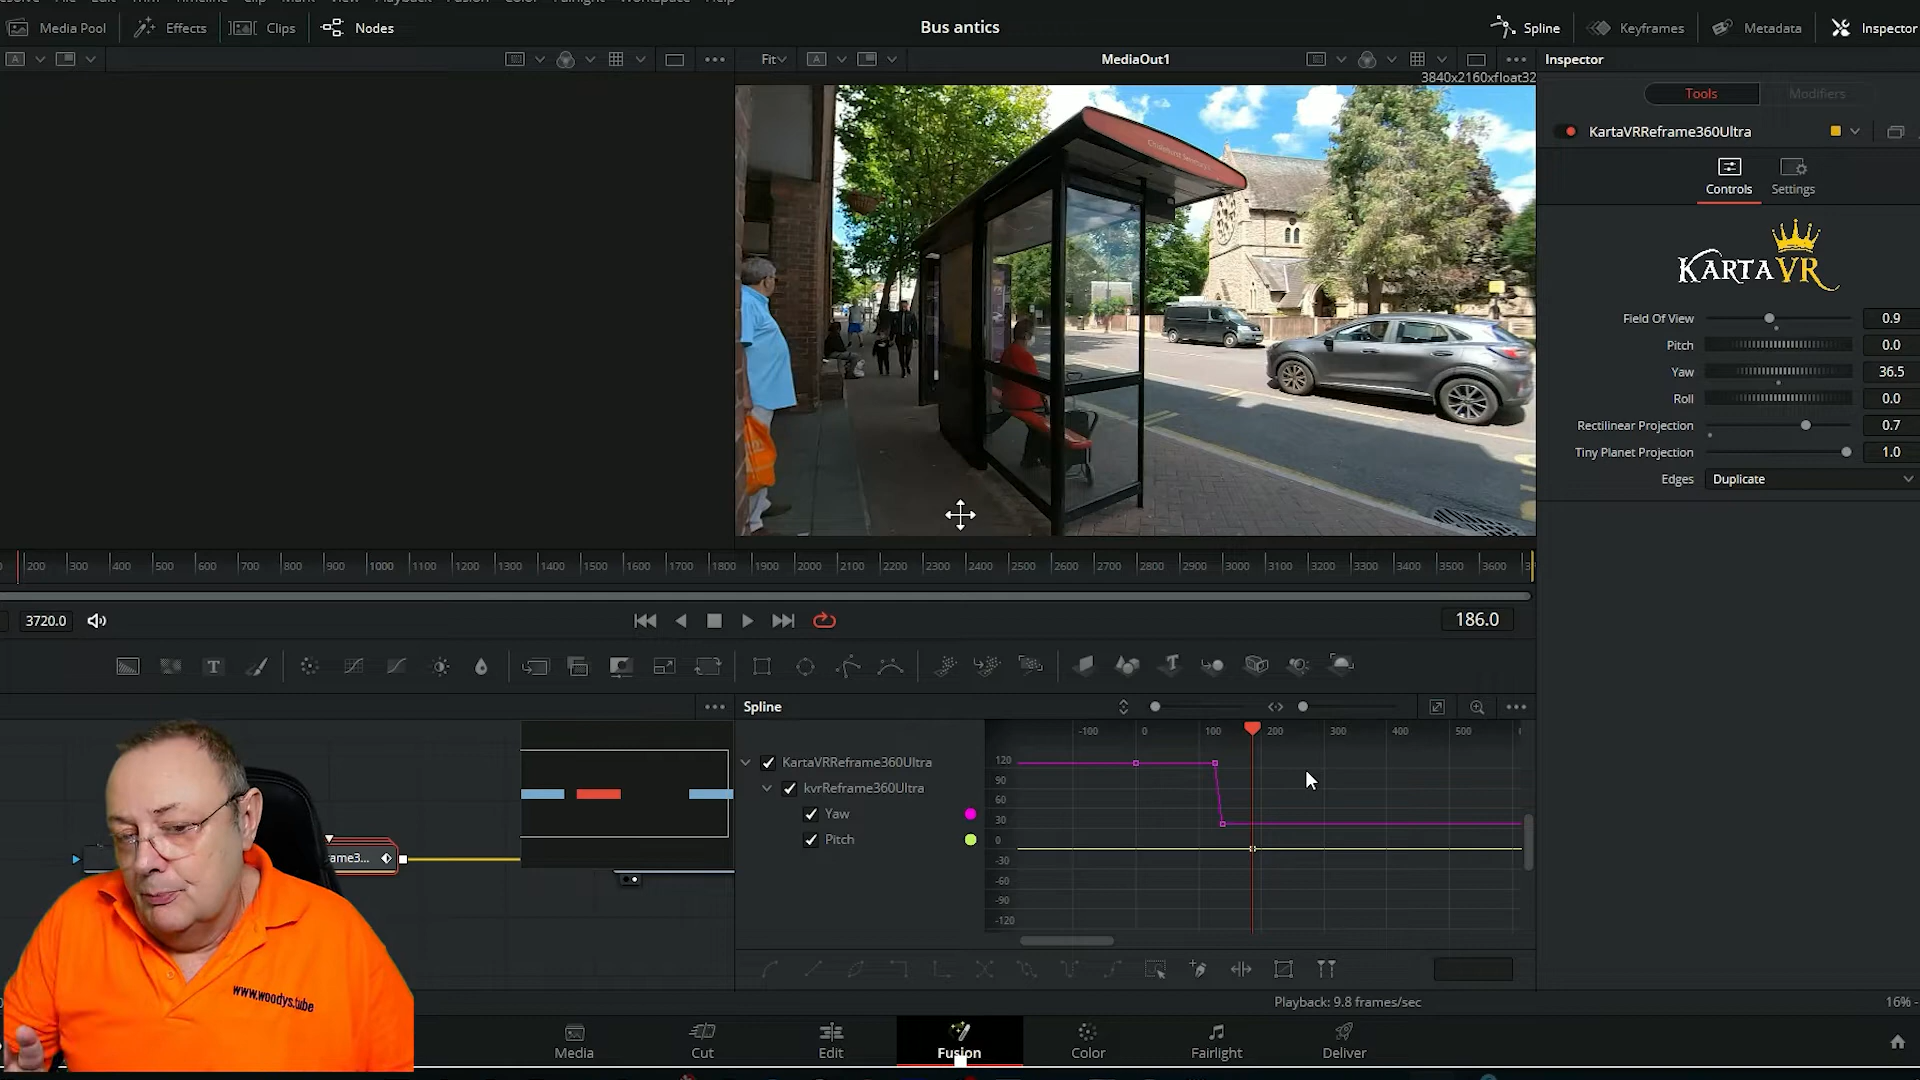 Media Pool Effects Clips Nodes Bus antics Spline Keyframes Metadata Inspector
Fit MediaOut1 Inspector
3840x2160xfloat32
Tools Modifiers
KartaVRReframe360Ultra
Controls Settings
KARTAVR
Field Of View 0.9
Pitch 0.0
Yaw 36.5
Roll 0.0
Rectilinear Projection 0.7
Tiny Planet Projection 1.0
Edges Duplicate
200 300 400 500 600 700 800 900 1000 1100 1200 1300 1400 1500 1600 1700 1800 1900 2000 2100 2200 2300 2400 2500 2600 2700 2800 2900 3000 3100 3200 3300 3400 3500 3600
3720.0 186.0
Spline
-100 0 100 200 300 400 500
KartaVRReframe360Ultra
kvrReframe360Ultra
Yaw
Pitch
120
90
60
30
0
-30
-60
-90
-120
ame3...
www.woodys.tube
Playback: 9.8 frames/sec 16%
Media Cut Edit Fusion Color Fairlight Deliver